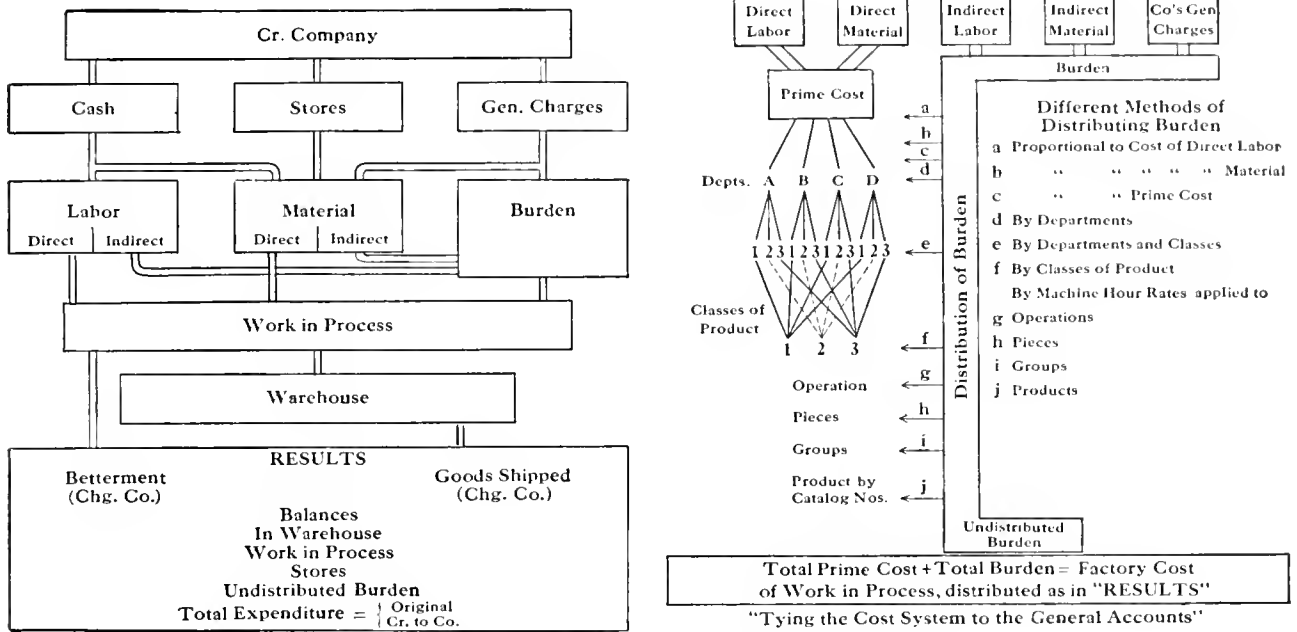 Cr. Company
Cash Stores Gen. Charges
Labor Material Burden
Direct Indirect Direct Indirect
Work in Process
Warehouse
RESULTS
Betterment Goods Shipped
(Chg. Co.) (Chg. Co.)
Balances
In Warehouse
Work in Process
Stores
Undistributed Burden
Total Expenditure = { Original
Cr. to Co.
Direct Direct Indirect Indirect Co's Gen
Labor Material Labor Material Charges
Burden
Prime Cost
a
b
c
d
Depts. A B C D
1 2 3 1 2 3 1 2 3 1 2 3 e
Classes of
Product
1 2 3 f
Operation g
Pieces h
Groups i
Product by
Catalog Nos. j
Distribution of Burden
Different Methods of
Distributing Burden
a Proportional to Cost of Direct Labor
b " " " " " Material
c " " Prime Cost
d By Departments
e By Departments and Classes
f By Classes of Product
By Machine Hour Rates applied to
g Operations
h Pieces
i Groups
j Products
Undistributed
Burden
Total Prime Cost + Total Burden = Factory Cost
of Work in Process, distributed as in "RESULTS"
"Tying the Cost System to the General Accounts"